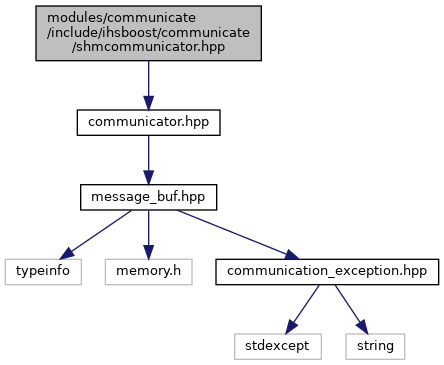 modules/communicate
/include/ihsboost/communicate
/shmcommunicator.hpp
communicator.hpp
message_buf.hpp
typeinfo
memory.h
communication_exception.hpp
stdexcept
string